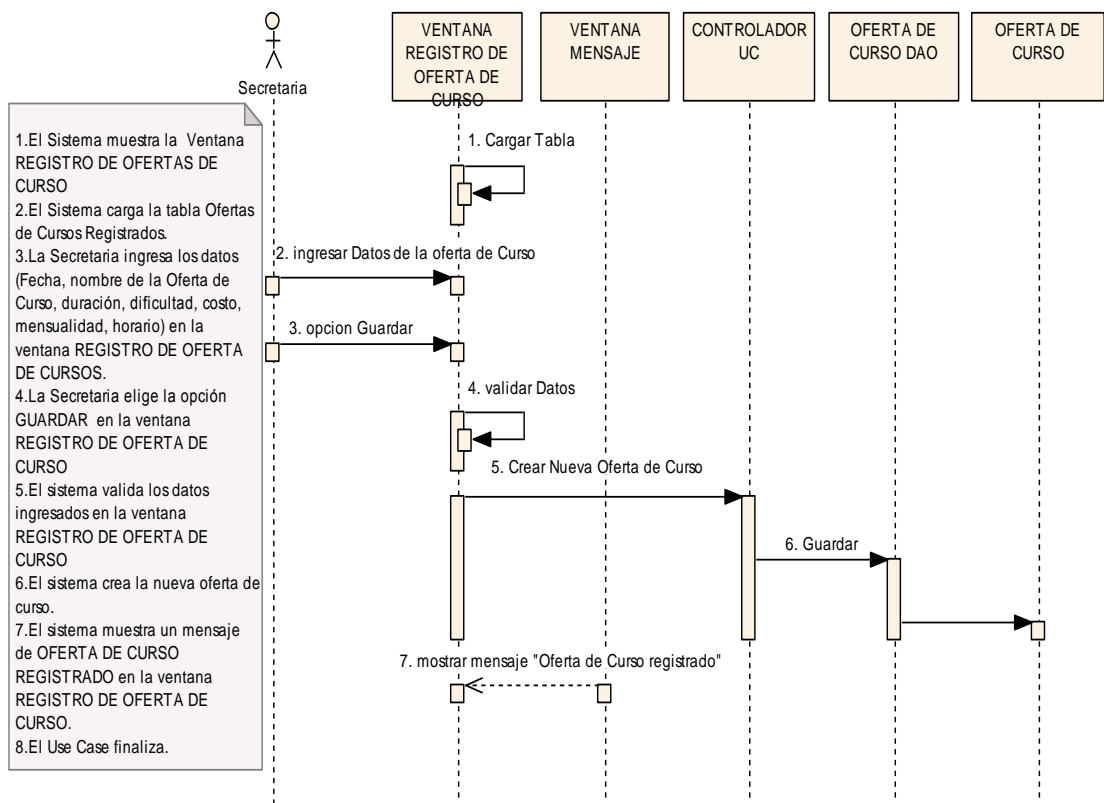 Secretaria
VENTANA
REGISTRO DE
OFERTA DE
CURSO
VENTANA
MENSAJE
CONTROLADOR
UC
OFERTA DE
CURSO DAO
OFERTA DE
CURSO
1.El Sistema muestra la Ventana
REGISTRO DE OFERTAS DE
CURSO
2.El Sistema carga la tabla Ofertas
de Cursos Registrados.
3.La Secretaria ingresa los datos
(Fecha, nombre de la Oferta de
Curso, duración, dificultad, costo,
mensualidad, horario) en la
ventana REGISTRO DE OFERTA
DE CURSOS.
4.La Secretaria elige la opción
GUARDAR en la ventana
REGISTRO DE OFERTA DE
CURSO
5.El sistema valida los datos
ingresados en la ventana
REGISTRO DE OFERTA DE
CURSO
6.El sistema crea la nueva oferta de
curso.
7.El sistema muestra un mensaje
de OFERTA DE CURSO
REGISTRADO en la ventana
REGISTRO DE OFERTA DE
CURSO.
8.El Use Case finaliza.
1. Cargar Tabla
2. ingresar Datos de la oferta de Curso
3. opcion Guardar
4. validar Datos
5. Crear Nueva Oferta de Curso
6. Guardar
7. mostrar mensaje "Oferta de Curso registrado"